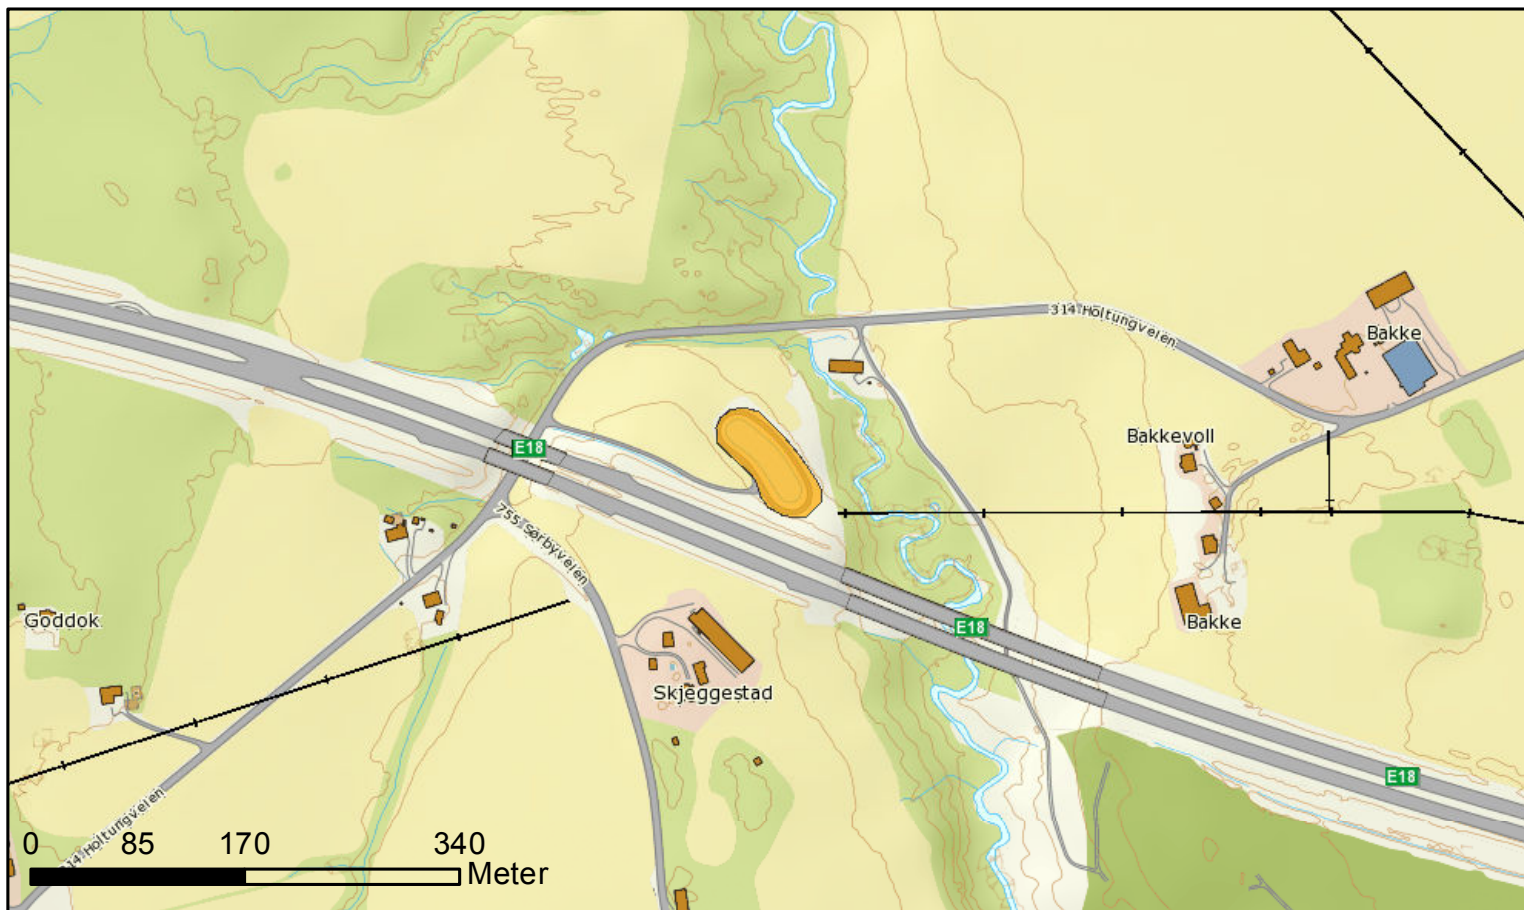 314 Holtungveien
Bakke
Bakkevoll
E18
755 Sørbyveien
Goddok
Bakke
E18
Skjeggestad
E18
314 Holtungveien
0 85 170 340
Meter